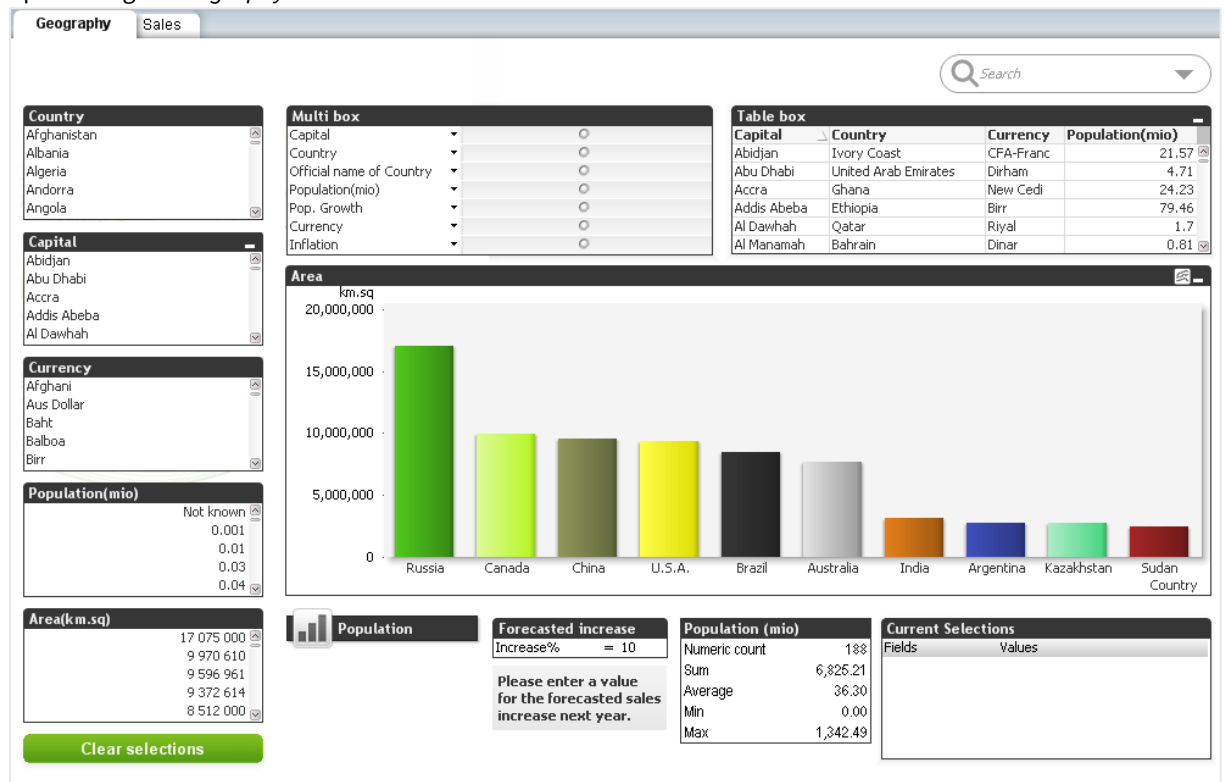 Geography
Sales
Search
Country
Afghanistan
Albania
Algeria
Andorra
Angola
Capital
Abidjan
Abu Dhabi
Accra
Addis Abeba
Al Dawhah
Currency
Afghani
Aus Dollar
Baht
Balboa
Birr
Population(mio)
Not known
0.001
0.01
0.03
0.04
Area(km.sq)
17 075 000
9 970 610
9 596 961
9 372 614
8 512 000
Clear selections
Multi box
Capital
Country
Official name of Country
Population(mio)
Pop. Growth
Currency
Inflation
Table box
Capital Country Currency Population(mio)
Abidjan Ivory Coast CFA-Franc 21.57
Abu Dhabi United Arab Emirates Dirham 4.71
Accra Ghana New Cedi 24.23
Addis Abeba Ethiopia Birr 79.46
Al Dawhah Qatar Riyal 1.7
Al Manamah Bahrain Dinar 0.81
Area
km.sq
20,000,000
15,000,000
10,000,000
5,000,000
0
Russia Canada China U.S.A. Brazil Australia India Argentina Kazakhstan Sudan
Country
Population
Forecasted increase
Increase% = 10
Please enter a value
for the forecasted sales
increase next year.
Population (mio)
Numeric count 188
Sum 6,825.21
Average 36.30
Min 0.00
Max 1,342.49
Current Selections
Fields Values